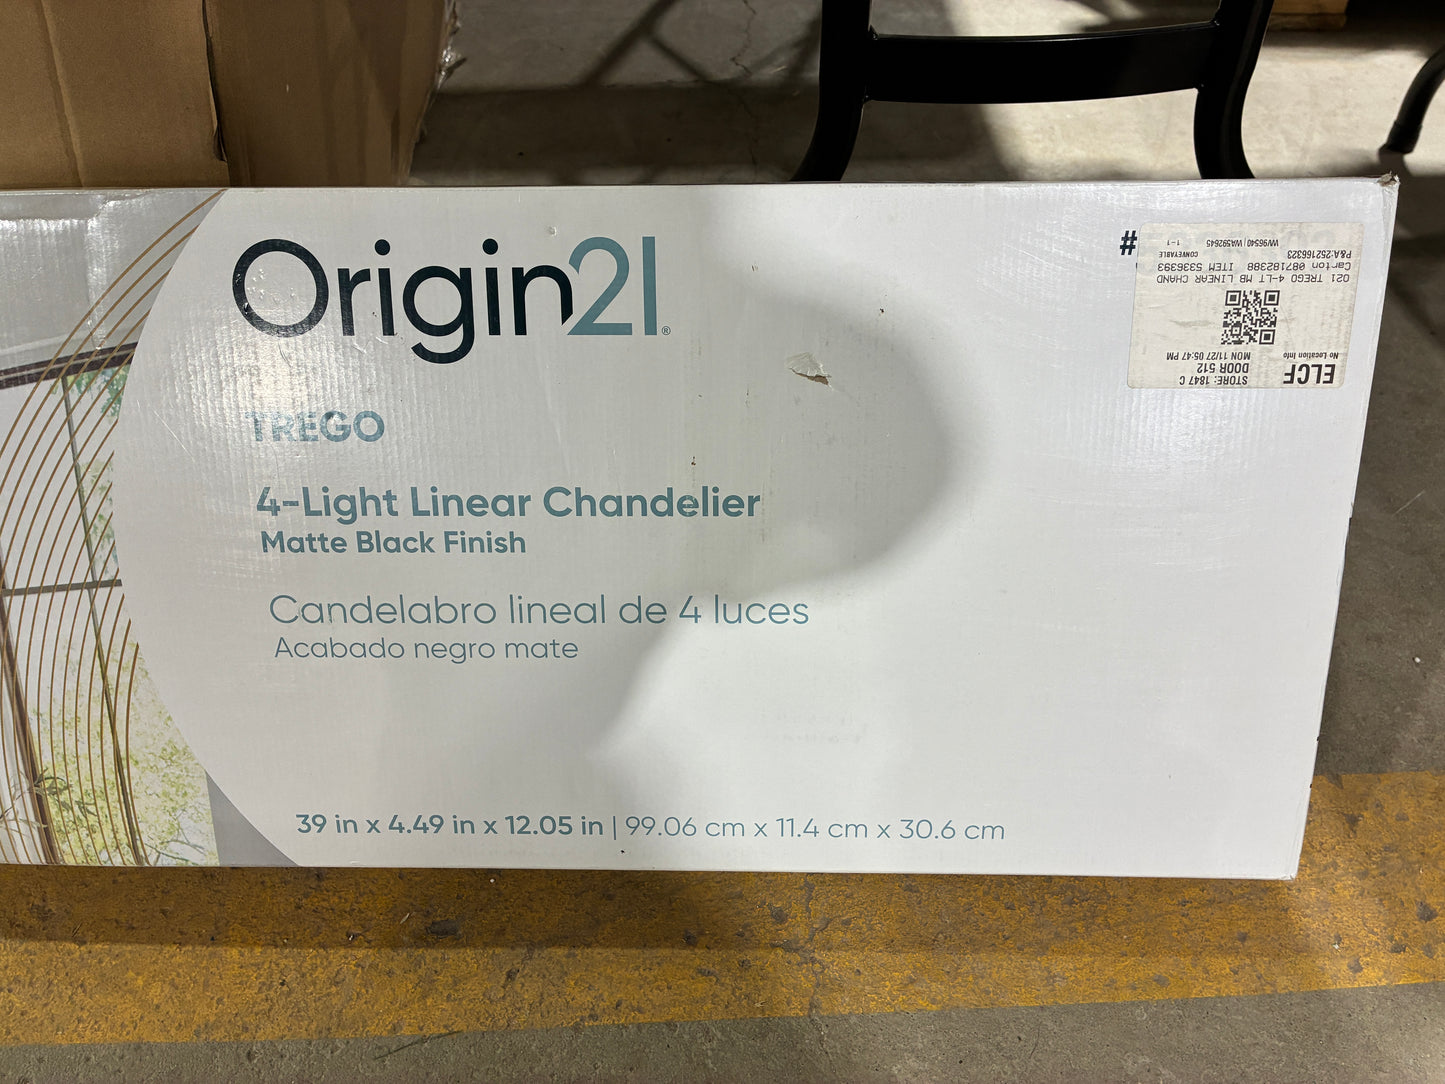 Origin21®
TREGO
4-Light Linear Chandelier
Matte Black Finish
Candelabro lineal de 4 luces
Acabado negro mate
39 in x 4.49 in x 12.05 in | 99.06 cm x 11.4 cm x 30.6 cm
#
ELCF
No Location Info
STORE: 1847 C
DOOR 512
MON 11/27 05:47 PM
O21 TREGO 4-LT MB LINEAR CHAND
Carton 087182388 ITEM 5336393
P&A:252166323 CONVEYABLE
WV96540 WA592645 1-1